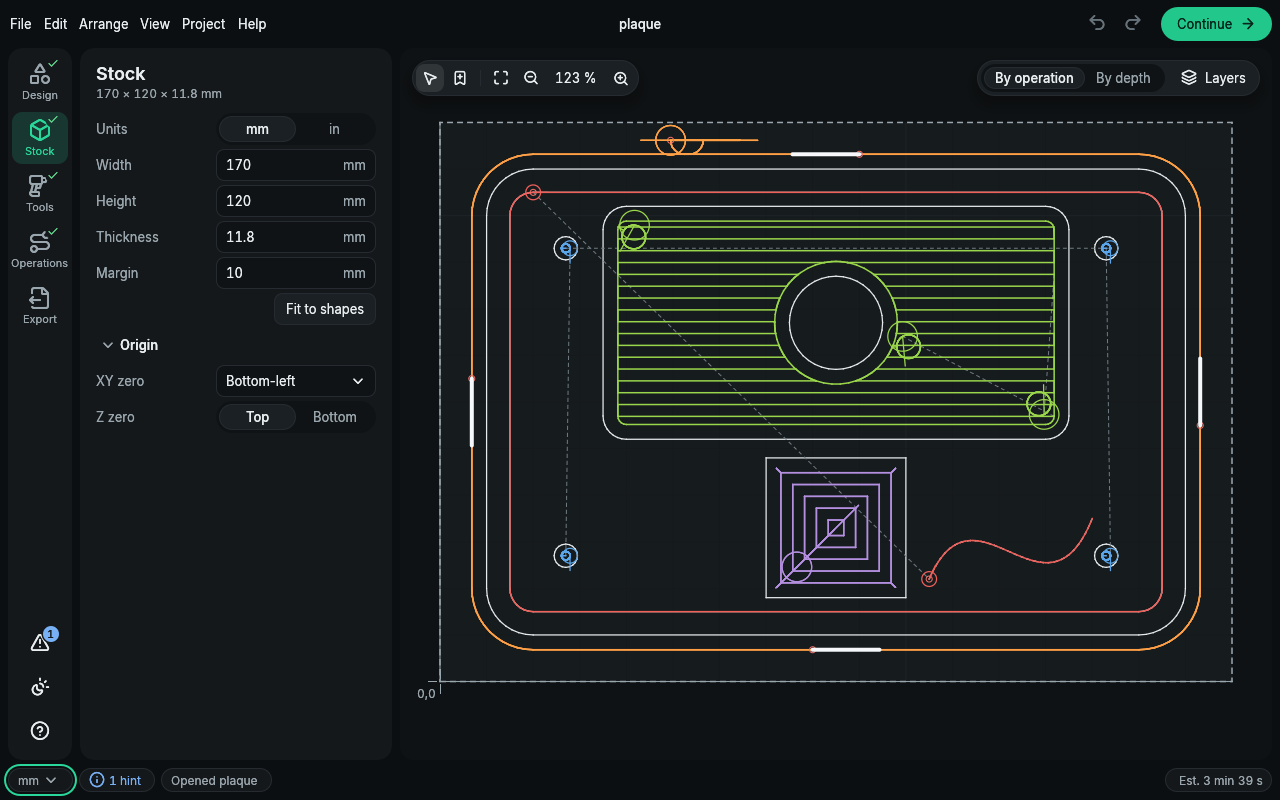 File Edit Arrange View Project Help
plaque
Continue
Design
Stock
Tools
Operations
Export
1
Stock
170 × 120 × 11.8 mm
Units mm in
Width 170 mm
Height 120 mm
Thickness 11.8 mm
Margin 10 mm
Fit to shapes
Origin
XY zero Bottom-left
Z zero Top Bottom
123 %
By operation By depth Layers
0,0
mm
1 hint
Opened plaque
Est. 3 min 39 s